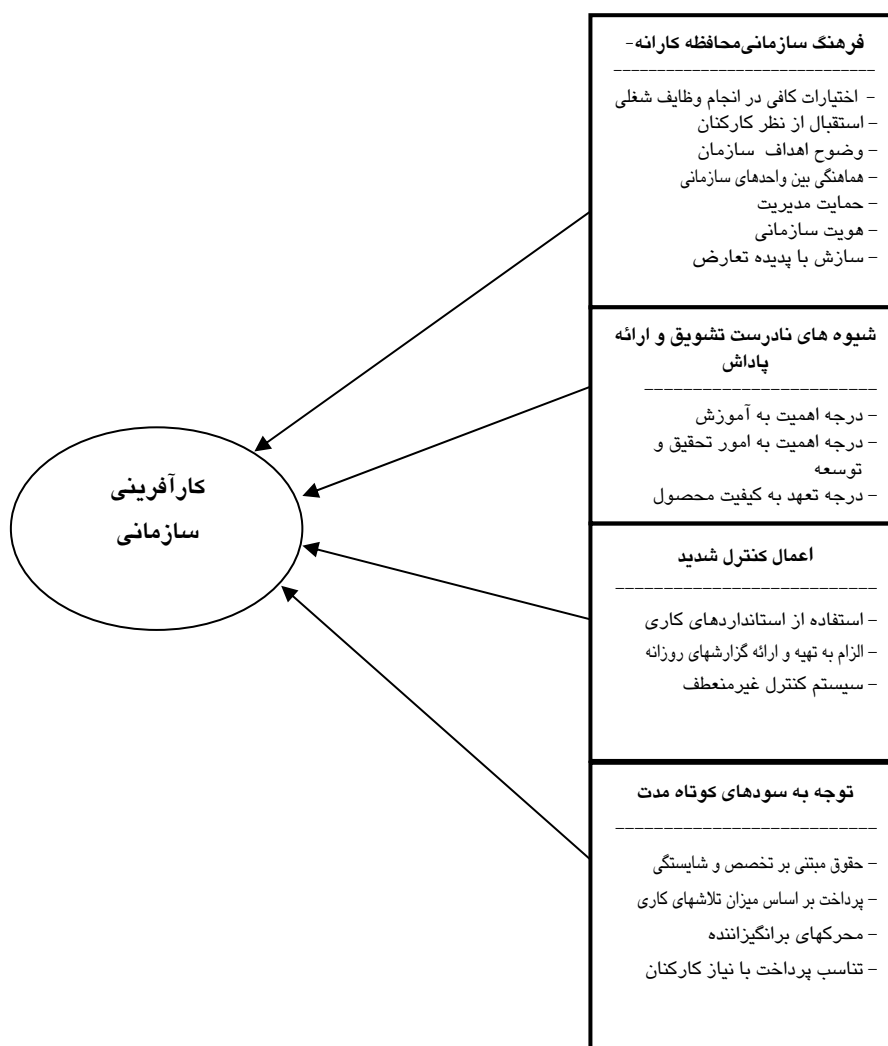 فرهنگ سازمانی‌محافظه کارانه-
------------------------------
- اختیارات کافی در انجام وظایف شغلی
- استقبال از نظر کارکنان
- وضوح اهداف سازمان
- هماهنگی بین واحدهای سازمانی
- حمایت مدیریت
- هویت سازمانی
- سازش با پدیده تعارض
شیوه های نادرست تشویق و ارائه
پاداش
------------------------
- درجه اهمیت به آموزش
- درجه اهمیت به امور تحقیق و
توسعه
- درجه تعهد به کیفیت محصول
اعمال کنترل شدید
---------------------------
- استفاده از استانداردهای کاری
- الزام به تهیه و ارائه گزارشهای روزانه
- سیستم کنترل غیرمنعطف
توجه به سودهای کوتاه مدت
---------------------------
- حقوق مبتنی بر تخصص و شایستگی
- پرداخت بر اساس میزان تلاشهای کاری
- محرکهای برانگیزاننده
- تناسب پرداخت با نیاز کارکنان
کارآفرینی
سازمانی